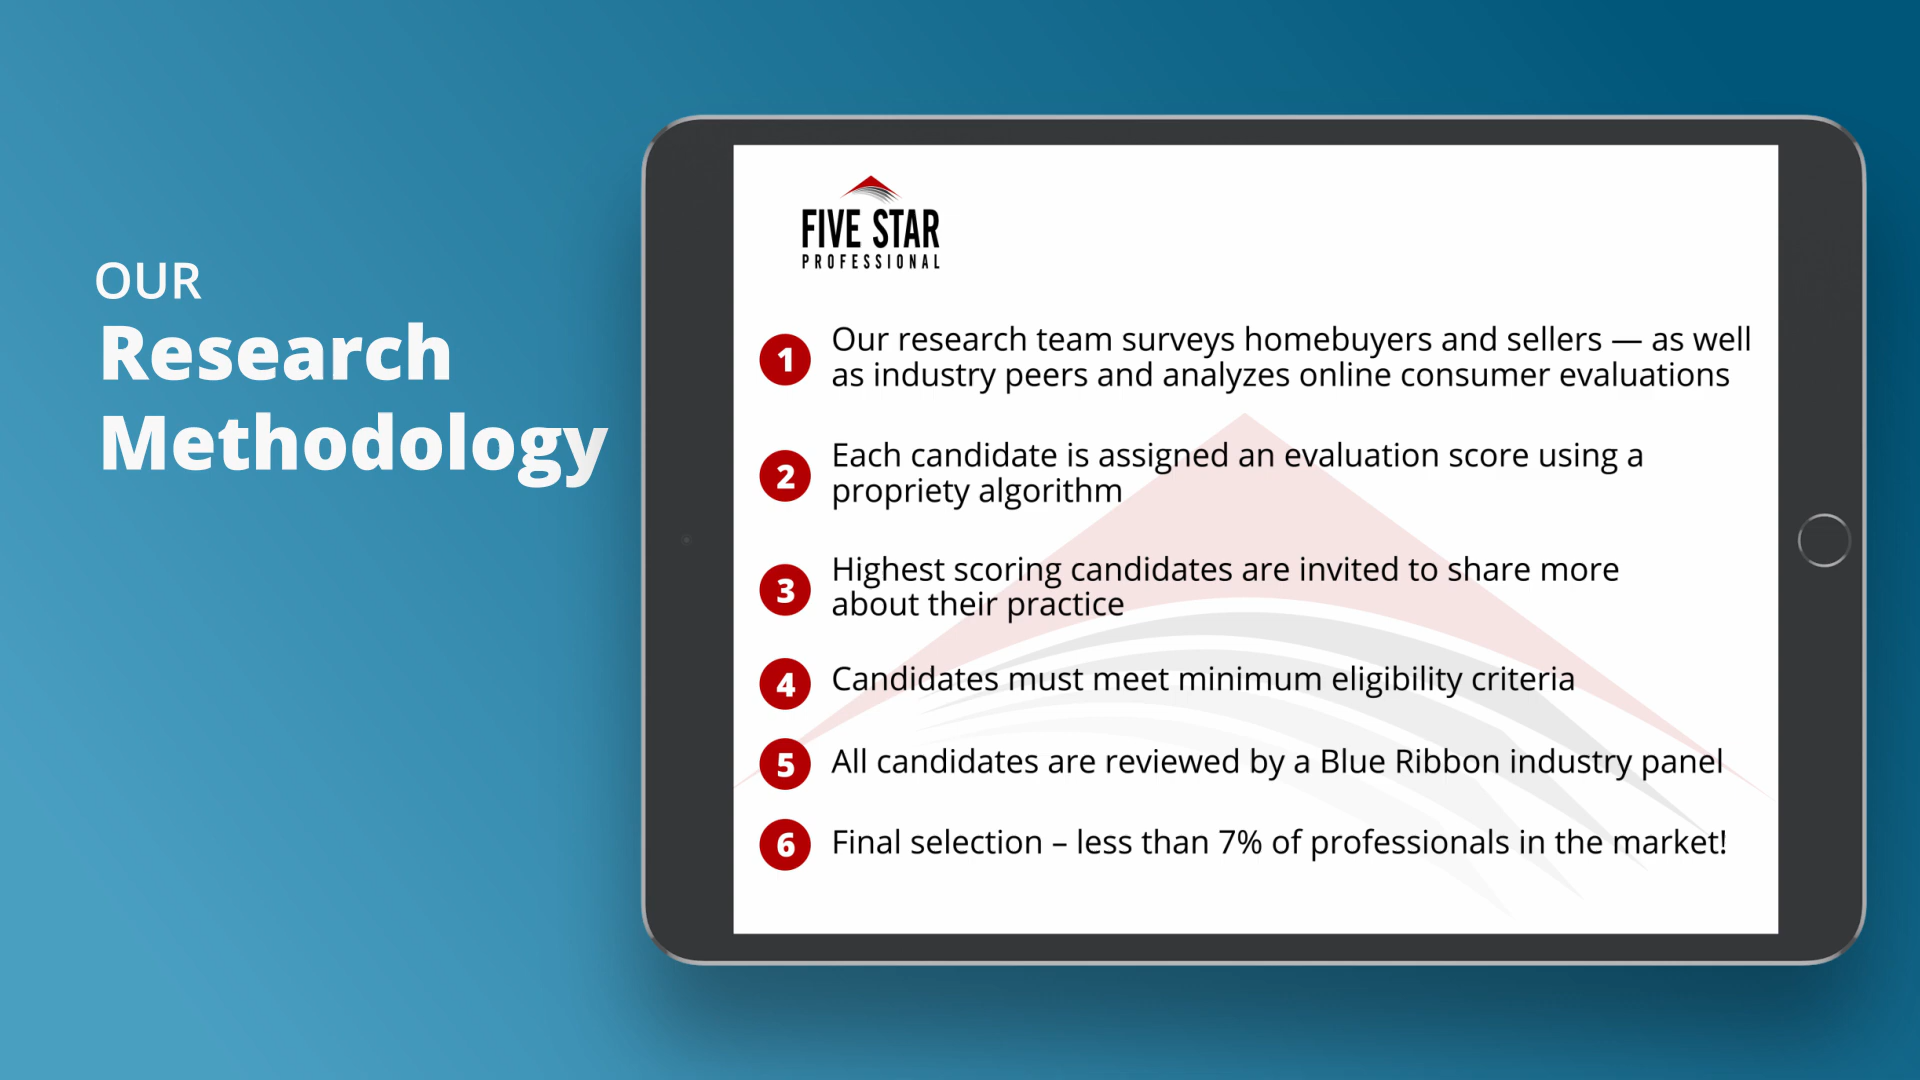 OUR
Research
Methodology
FIVE STAR
PROFESSIONAL
1 Our research team surveys homebuyers and sellers — as well
as industry peers and analyzes online consumer evaluations
2 Each candidate is assigned an evaluation score using a
propriety algorithm
3 Highest scoring candidates are invited to share more
about their practice
4 Candidates must meet minimum eligibility criteria
5 All candidates are reviewed by a Blue Ribbon industry panel
6 Final selection – less than 7% of professionals in the market!